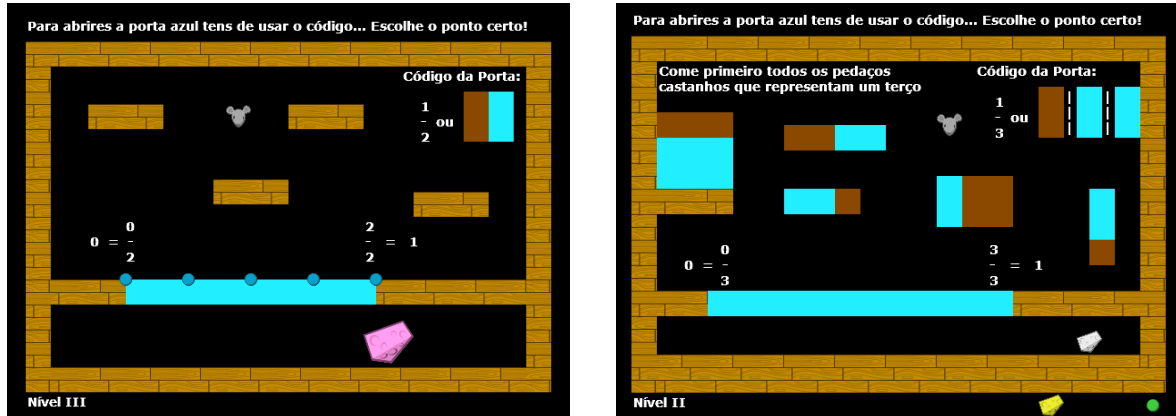 Para abrires a porta azul tens de usar o código... Escolhe o ponto certo!
Código da Porta:
1
-
2
ou
0 =
0
-
2
2
-
2
= 1
Nível III
Para abrires a porta azul tens de usar o código... Escolhe o ponto certo!
Come primeiro todos os pedaços
castanhos que representam um terço
Código da Porta:
1
-
3
ou
0 =
0
-
3
3
-
3
= 1
Nível II